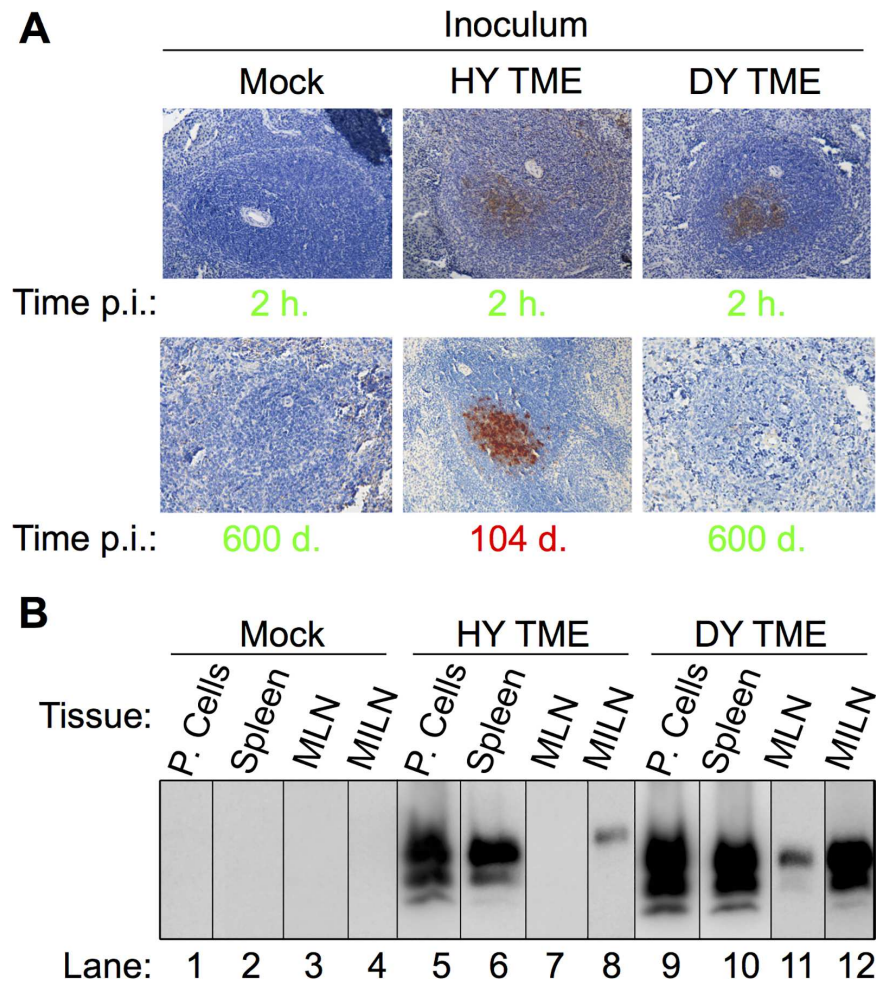 A
Inoculum
Mock HY TME DY TME
Time p.i.: 2 h. 2 h. 2 h.
Time p.i.: 600 d. 104 d. 600 d.
B
Mock HY TME DY TME
Tissue: P. Cells Spleen MLN MILN P. Cells Spleen MLN MILN P. Cells Spleen MLN MILN
Lane: 1 2 3 4 5 6 7 8 9 10 11 12